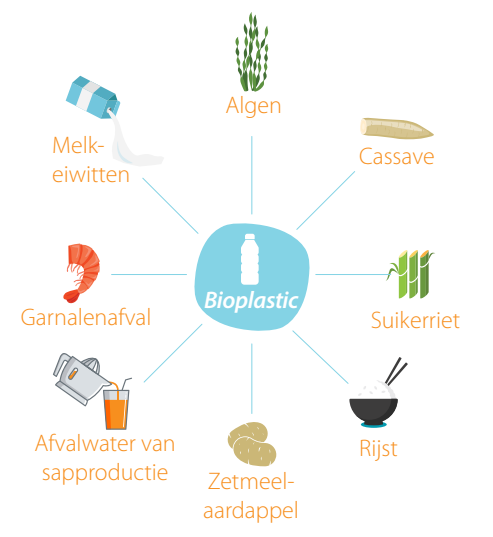 Algen
Melk-
eiwitten
Cassave
Bioplastic
Garnalenafval
Suikerriet
Afvalwater van
sapproductie
Rijst
Zetmeel-
aardappel